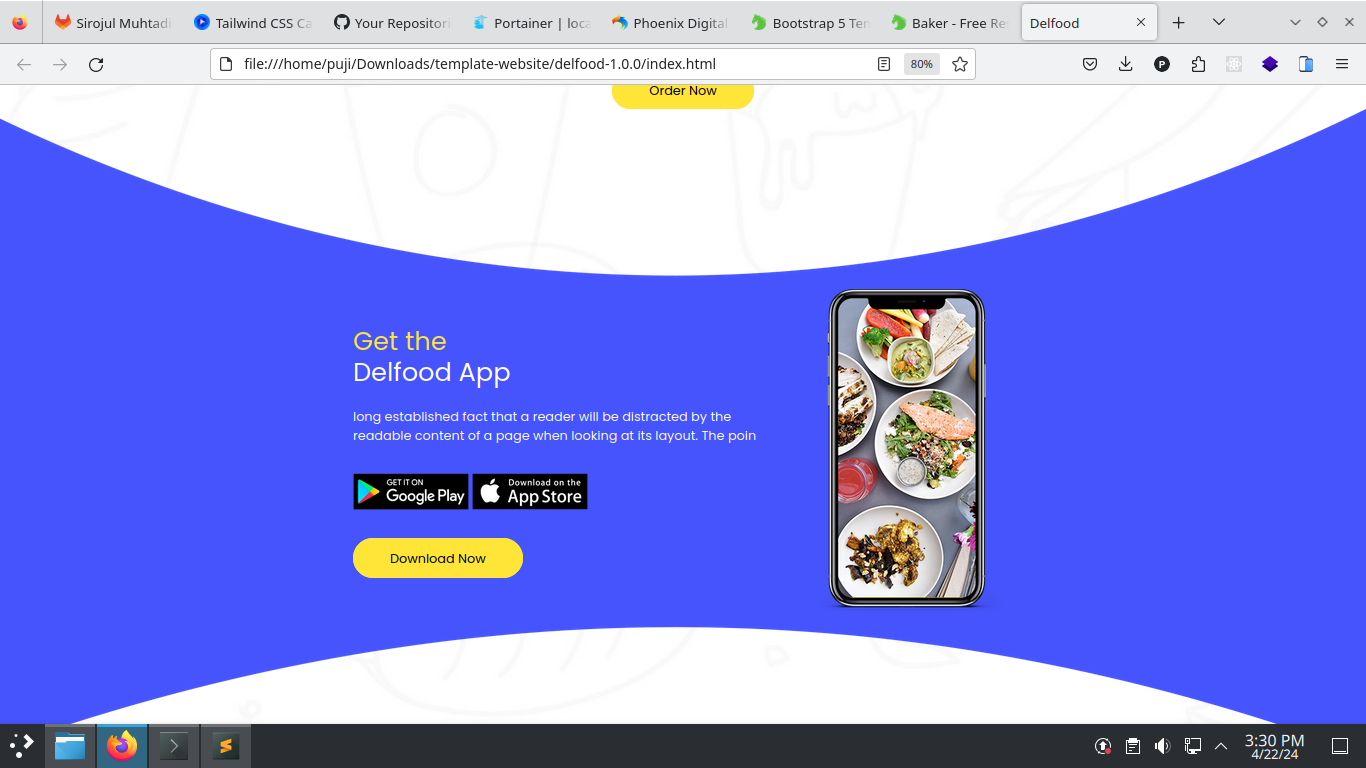 Sirojul Muhtadi
Tailwind CSS Ca
Your Repositori
Portainer | loca
Phoenix Digital
Bootstrap 5 Ten
Baker - Free Re
Delfood
file:///home/puji/Downloads/template-website/delfood-1.0.0/index.html
80%
P
Order Now
Get the
Delfood App
long established fact that a reader will be distracted by the
readable content of a page when looking at its layout. The poin
GET IT ON
Google Play
Download on the
App Store
Download Now
3:30 PM
4/22/24